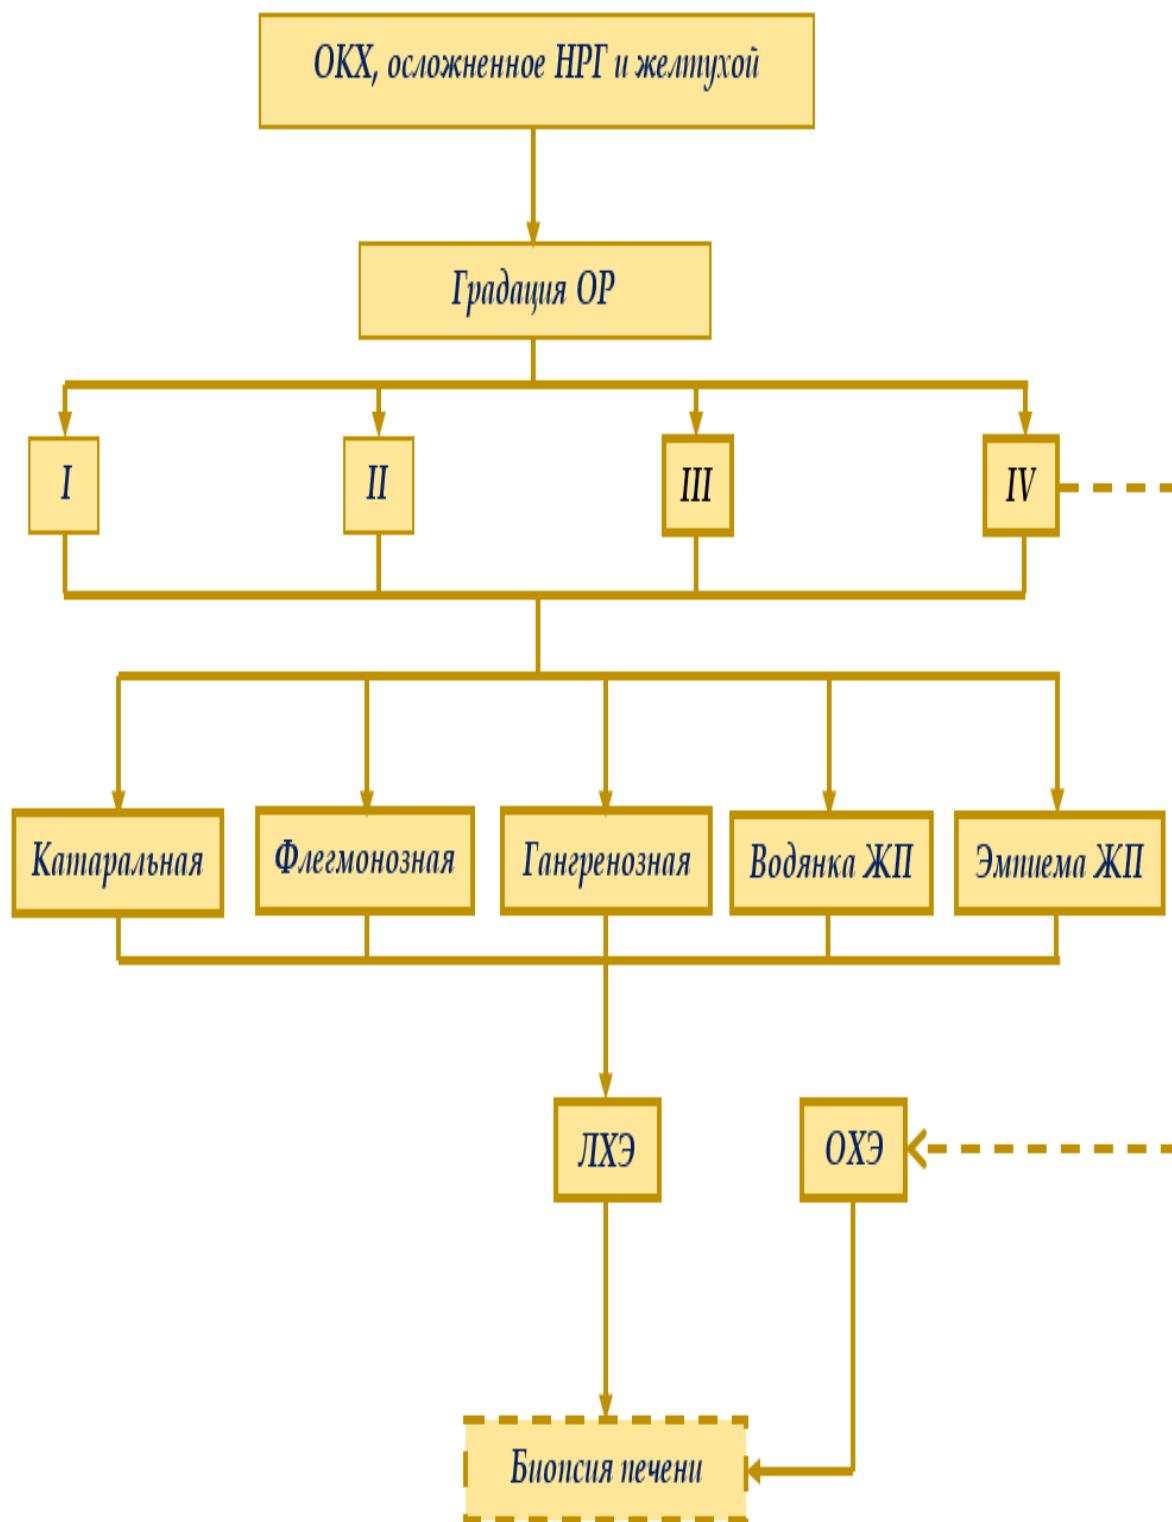 ОКХ, осложненное НРГ и желтухой
Градация ОР
I
II
III
IV
Катаральная
Флегмонозная
Гангренозная
Водянка ЖП
Эмпиема ЖП
ЛХЭ
ОХЭ
Биопсия печени